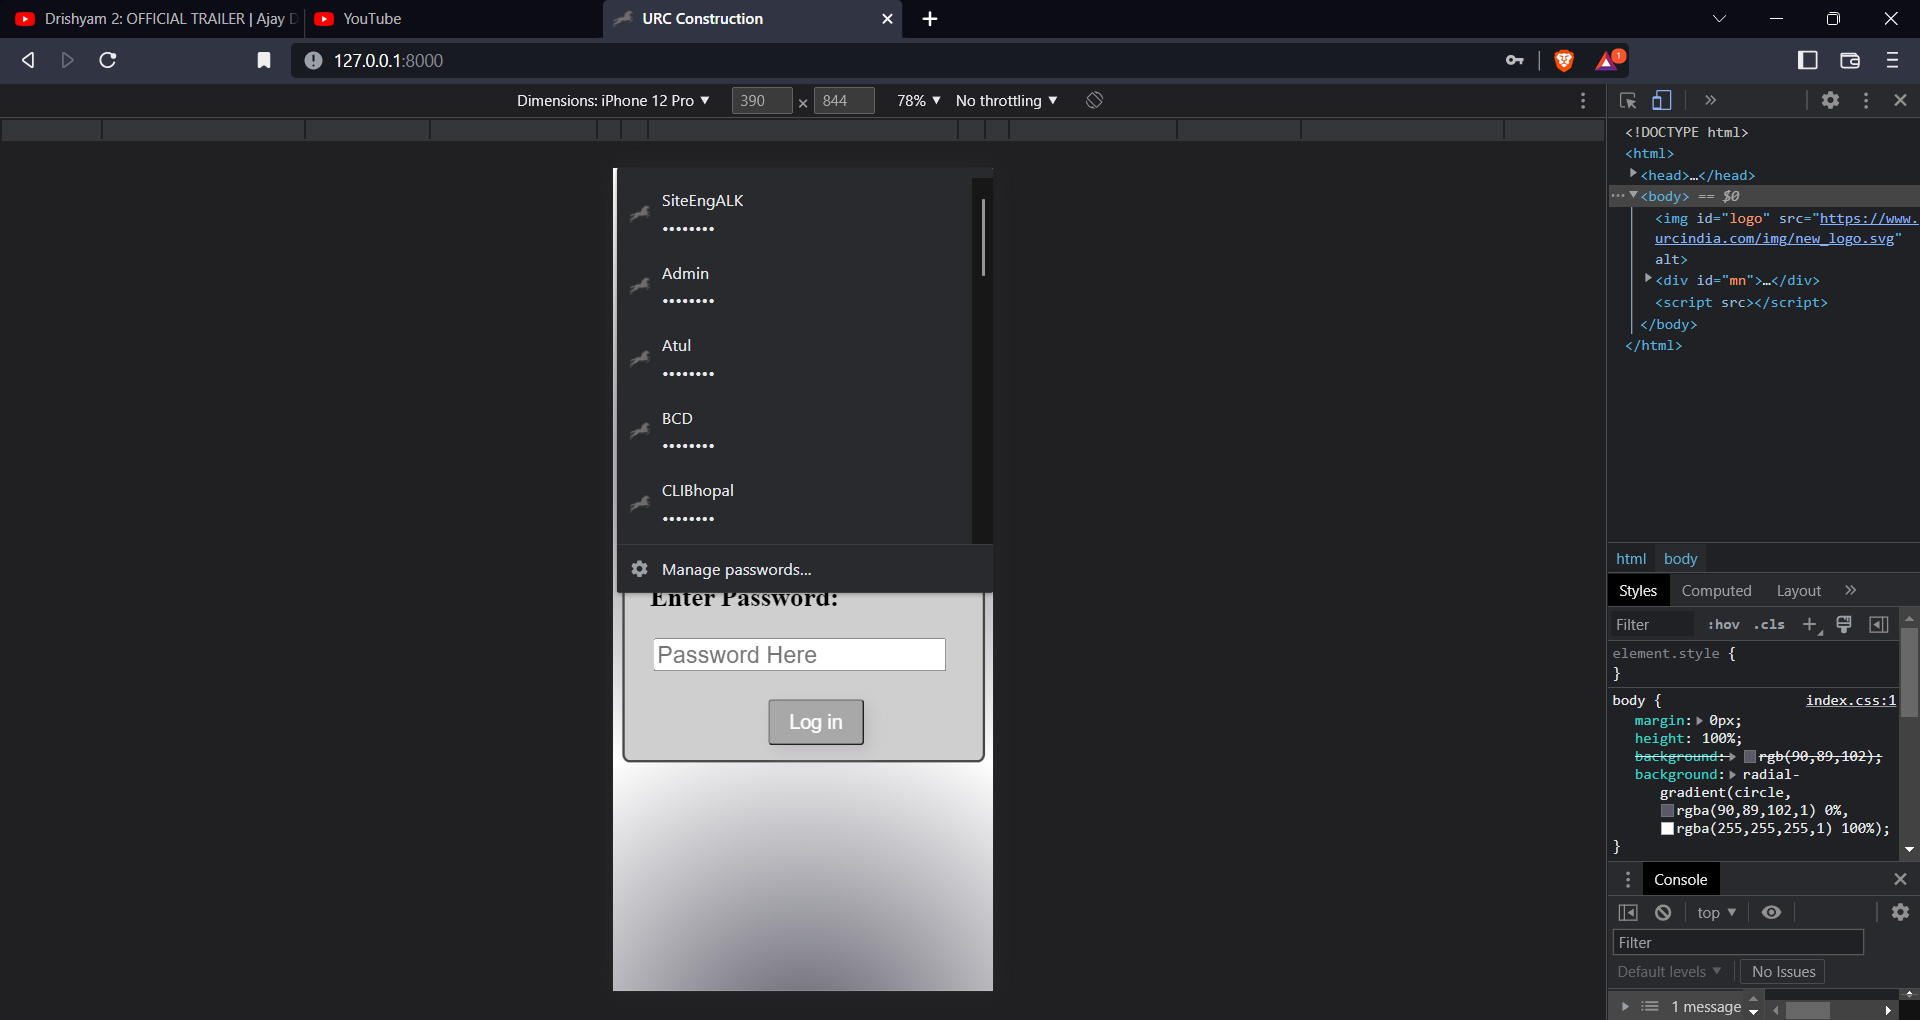 Drishyam 2: OFFICIAL TRAILER | Ajay D
YouTube
URC Construction
127.0.0.1:8000
1
Dimensions: iPhone 12 Pro
390
×
844
78%
No throttling
SiteEngALK
••••••••
Admin
••••••••
Atul
••••••••
BCD
••••••••
CLIBhopal
••••••••
Manage passwords...
Enter Password:
Password Here
Log in
<!DOCTYPE html>
<html>
<head>…</head>
<body> == $0
<img id="logo" src="https://www.
urcindia.com/img/new_logo.svg"
alt>
<div id="mn">…</div>
<script src></script>
</body>
</html>
html
body
Styles
Computed
Layout
Filter
:hov
.cls
element.style {
}
body {
index.css:1
margin: 0px;
height: 100%;
background: rgb(90,89,102);
background: radial-
gradient(circle,
rgba(90,89,102,1) 0%,
rgba(255,255,255,1) 100%);
}
Console
top
Filter
Default levels
No Issues
1 message